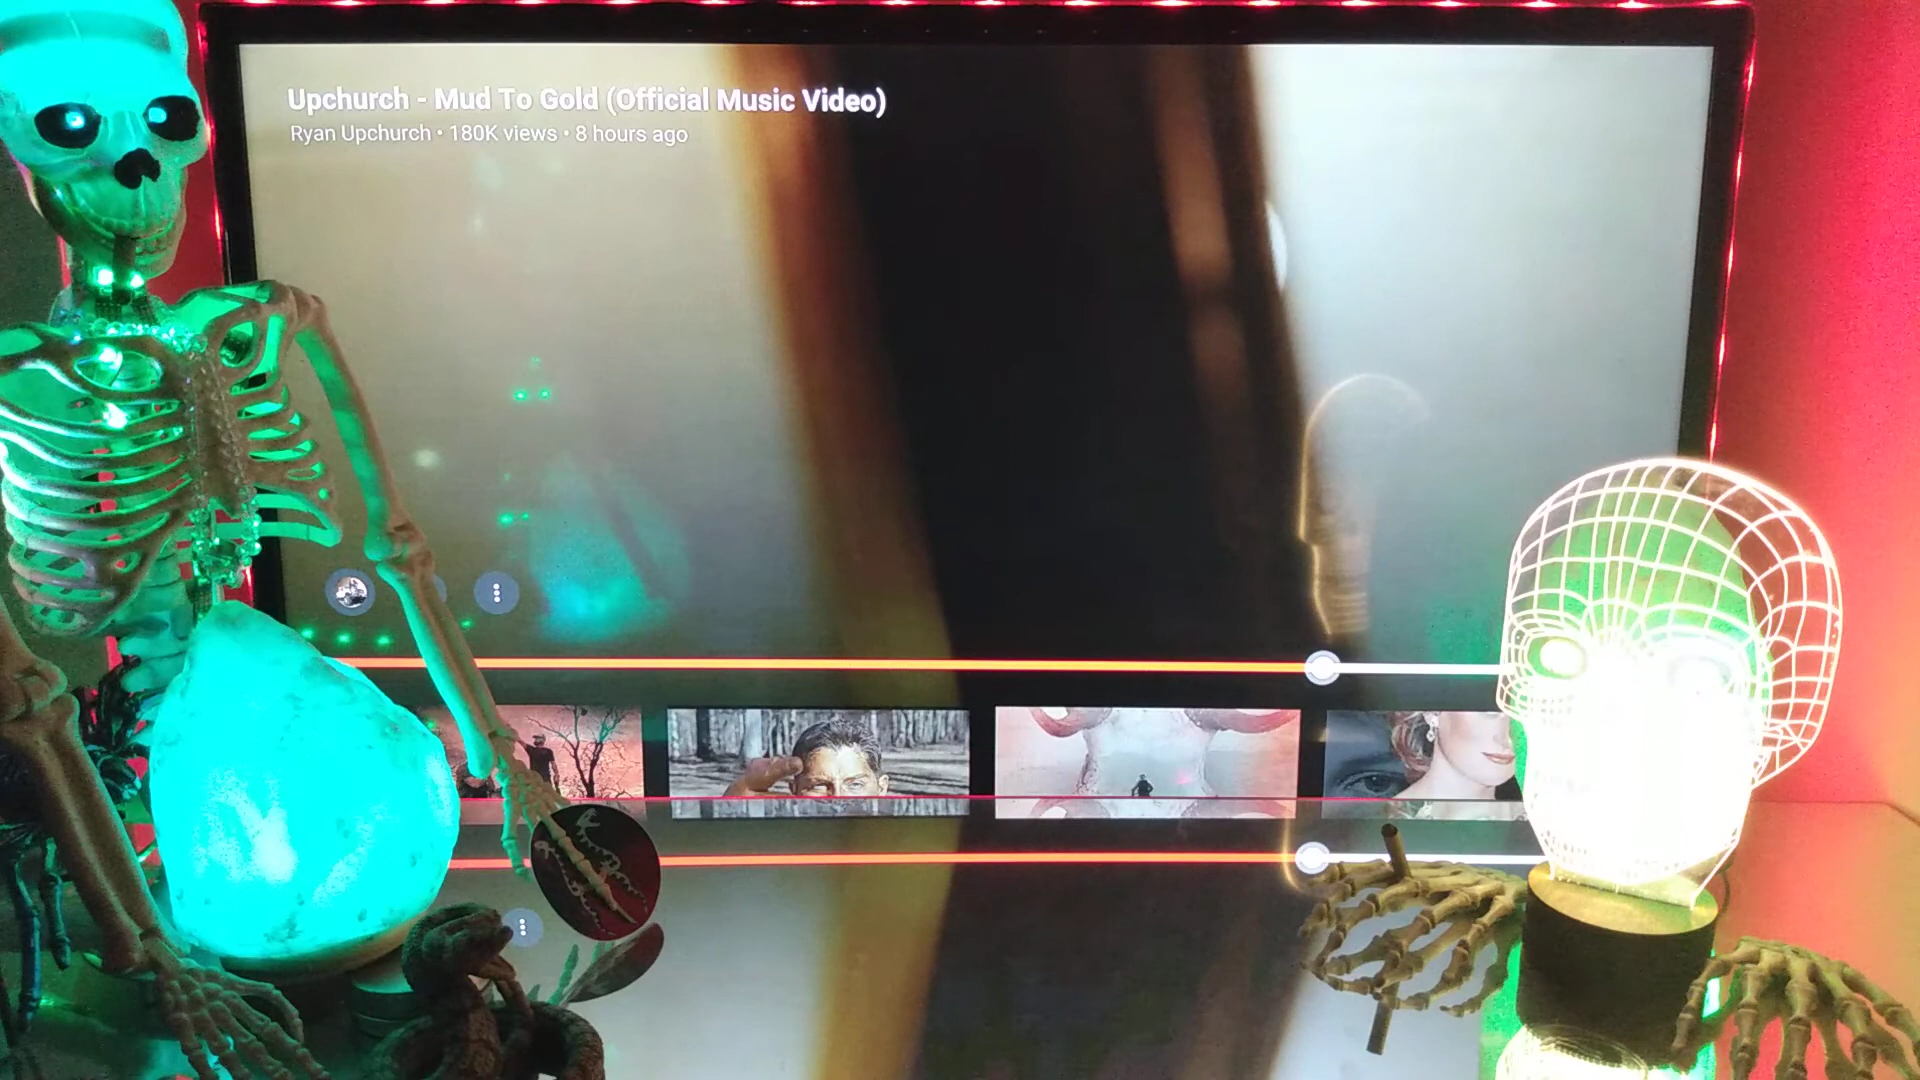 Upchurch - Mud To Gold (Official Music Video)
Ryan Upchurch • 180K views • 8 hours ago